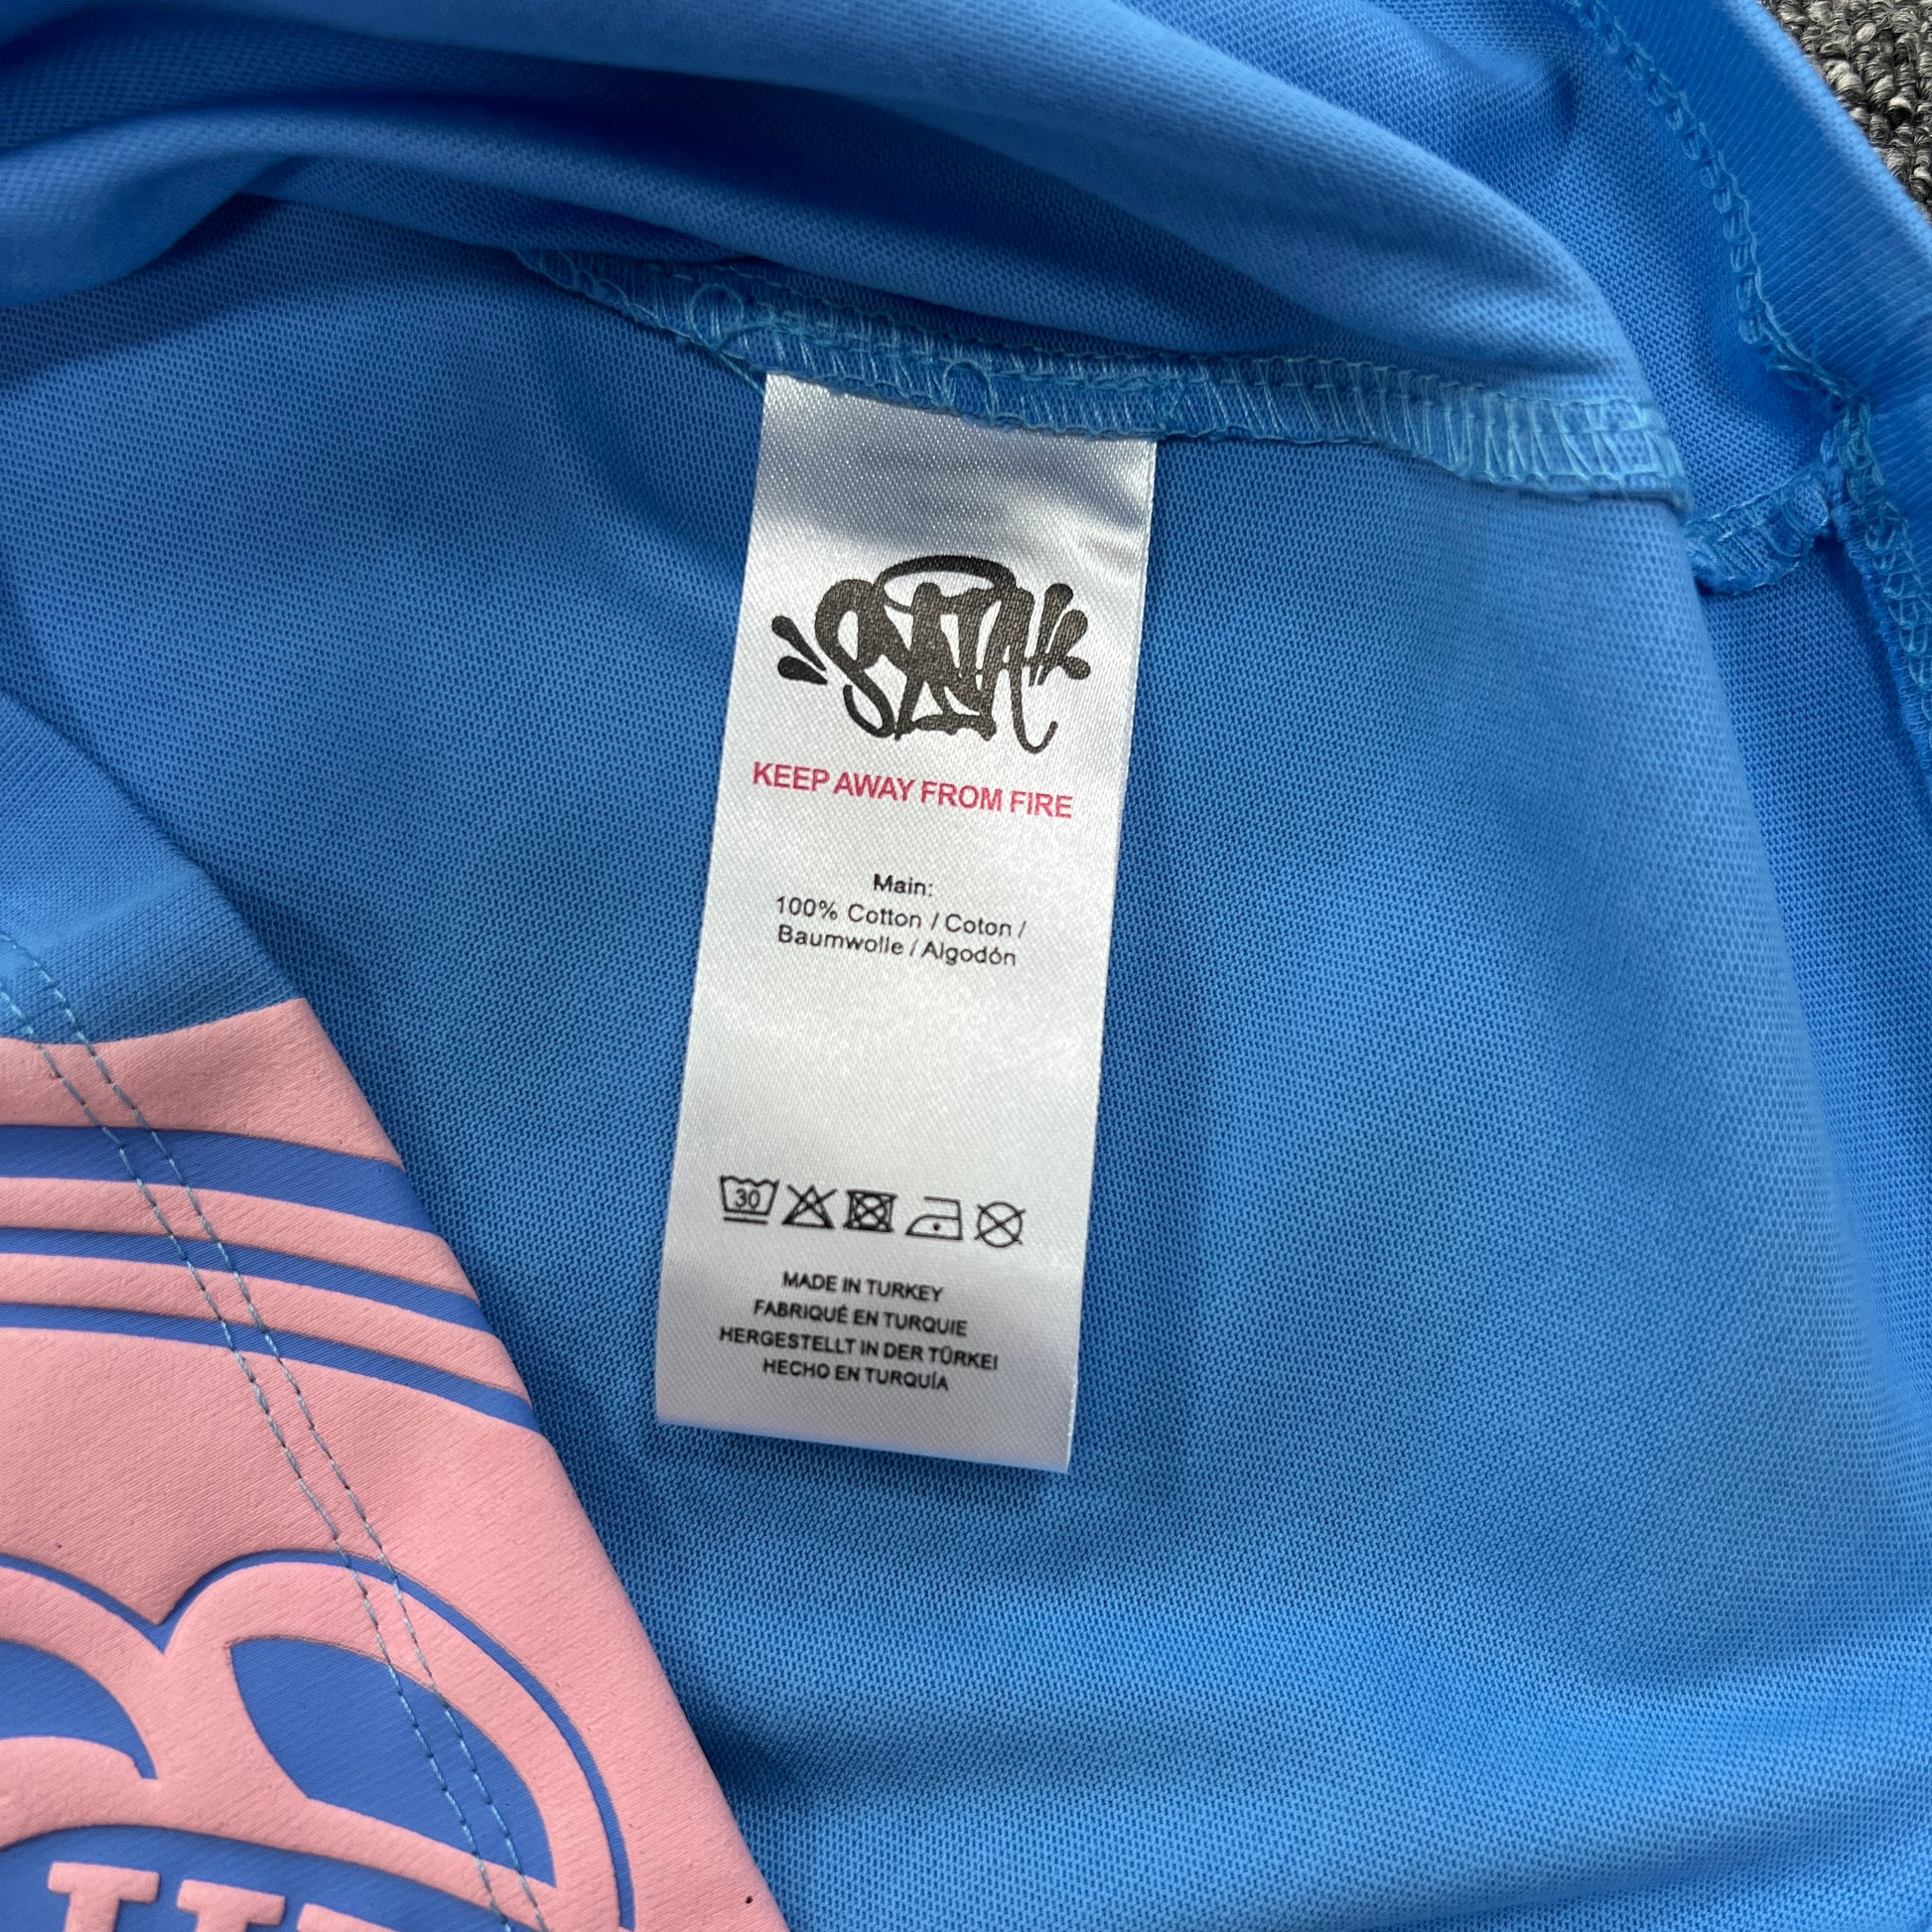 SYNA
KEEP AWAY FROM FIRE
Main:
100% Cotton / Coton /
Baumwolle / Algodón
30
MADE IN TURKEY
FABRIQUÉ EN TURQUIE
HERGESTELLT IN DER TÜRKEI
HECHO EN TURQUÍA